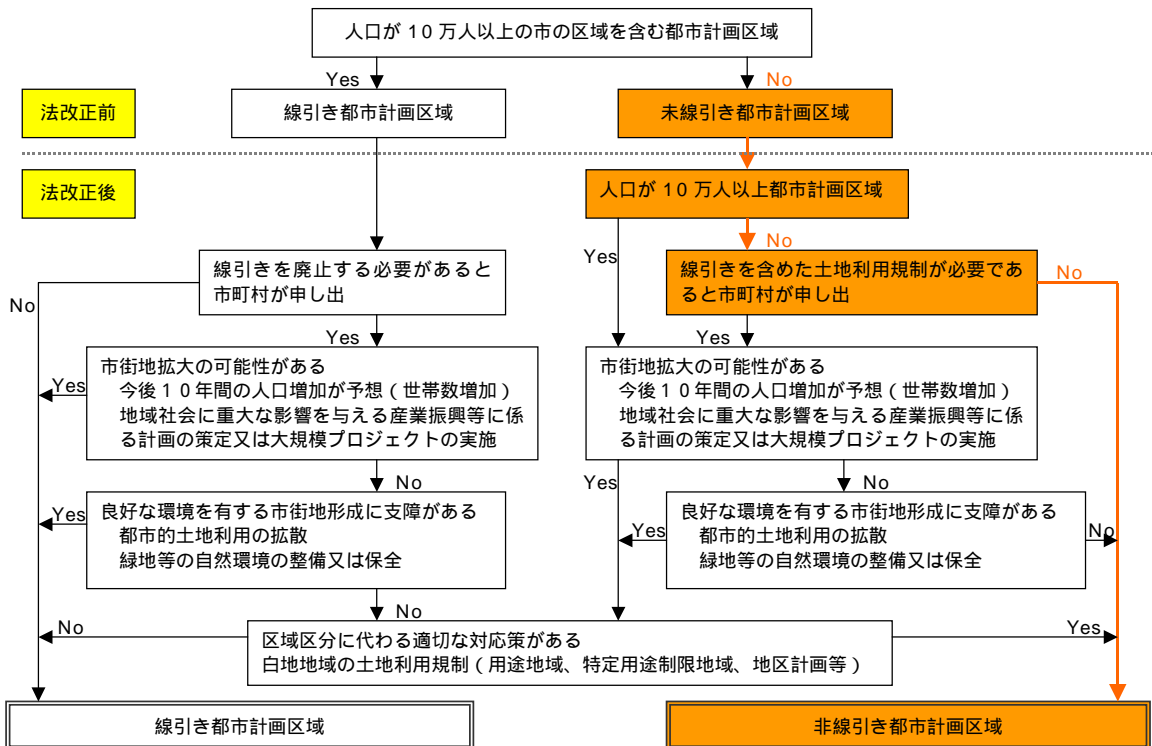 人口が１０万人以上の市の区域を含む都市計画区域
Yes
No
法改正前
線引き都市計画区域
未線引き都市計画区域
法改正後
人口が１０万人以上都市計画区域
No
Yes
線引きを廃止する必要があると
市町村が申し出
No
線引きを含めた土地利用規制が必要であ
ると市町村が申し出
No
Yes
Yes
市街地拡大の可能性がある
今後１０年間の人口増加が予想（世帯数増加）
地域社会に重大な影響を与える産業振興等に係
る計画の策定又は大規模プロジェクトの実施
Yes
市街地拡大の可能性がある
今後１０年間の人口増加が予想（世帯数増加）
地域社会に重大な影響を与える産業振興等に係
る計画の策定又は大規模プロジェクトの実施
No
Yes
No
良好な環境を有する市街地形成に支障がある
都市的土地利用の拡散
緑地等の自然環境の整備又は保全
Yes
良好な環境を有する市街地形成に支障がある
都市的土地利用の拡散
緑地等の自然環境の整備又は保全
Yes
No
No
区域区分に代わる適切な対応策がある
白地地域の土地利用規制（用途地域、特定用途制限地域、地区計画等）
No
Yes
線引き都市計画区域
非線引き都市計画区域